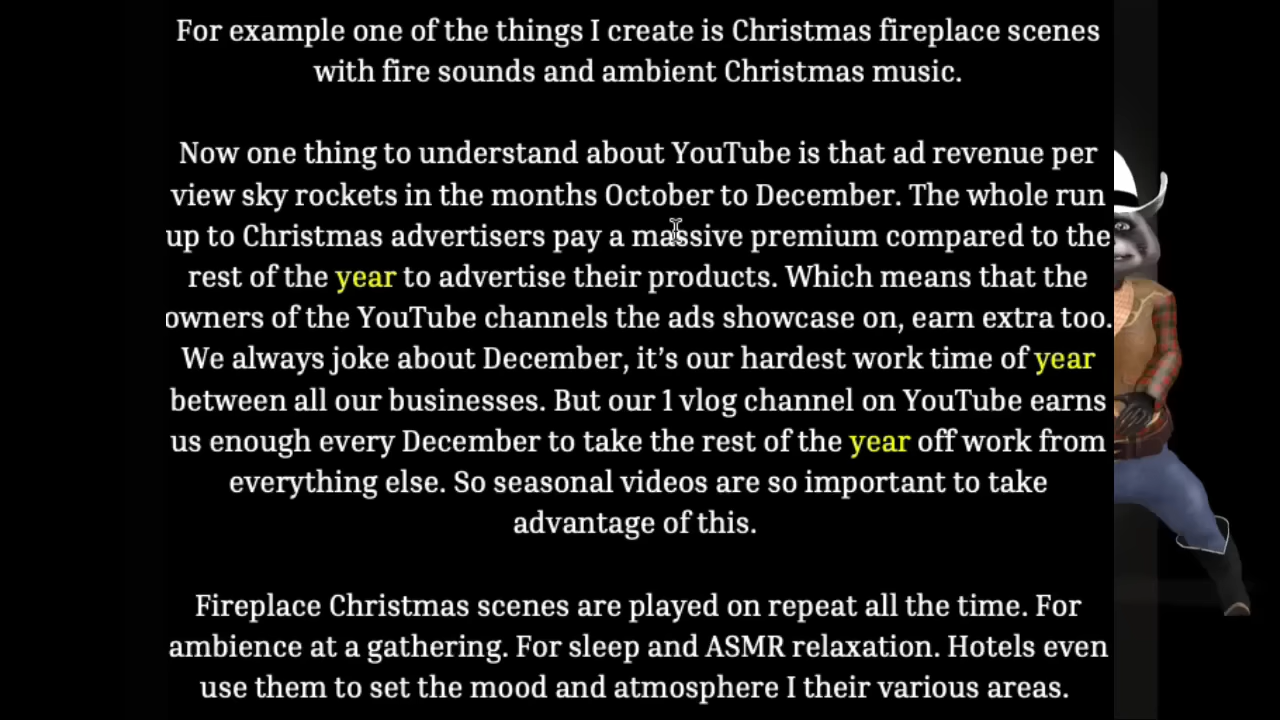 For example one of the things I create is Christmas fireplace scenes
with fire sounds and ambient Christmas music.
Now one thing to understand about YouTube is that ad revenue per
view sky rockets in the months October to December. The whole run
up to Christmas advertisers pay a massive premium compared to the
rest of the year to advertise their products. Which means that the
owners of the YouTube channels the ads showcase on, earn extra too.
We always joke about December, it’s our hardest work time of year
between all our businesses. But our 1 vlog channel on YouTube earns
us enough every December to take the rest of the year off work from
everything else. So seasonal videos are so important to take
advantage of this.
Fireplace Christmas scenes are played on repeat all the time. For
ambience at a gathering. For sleep and ASMR relaxation. Hotels even
use them to set the mood and atmosphere I their various areas.